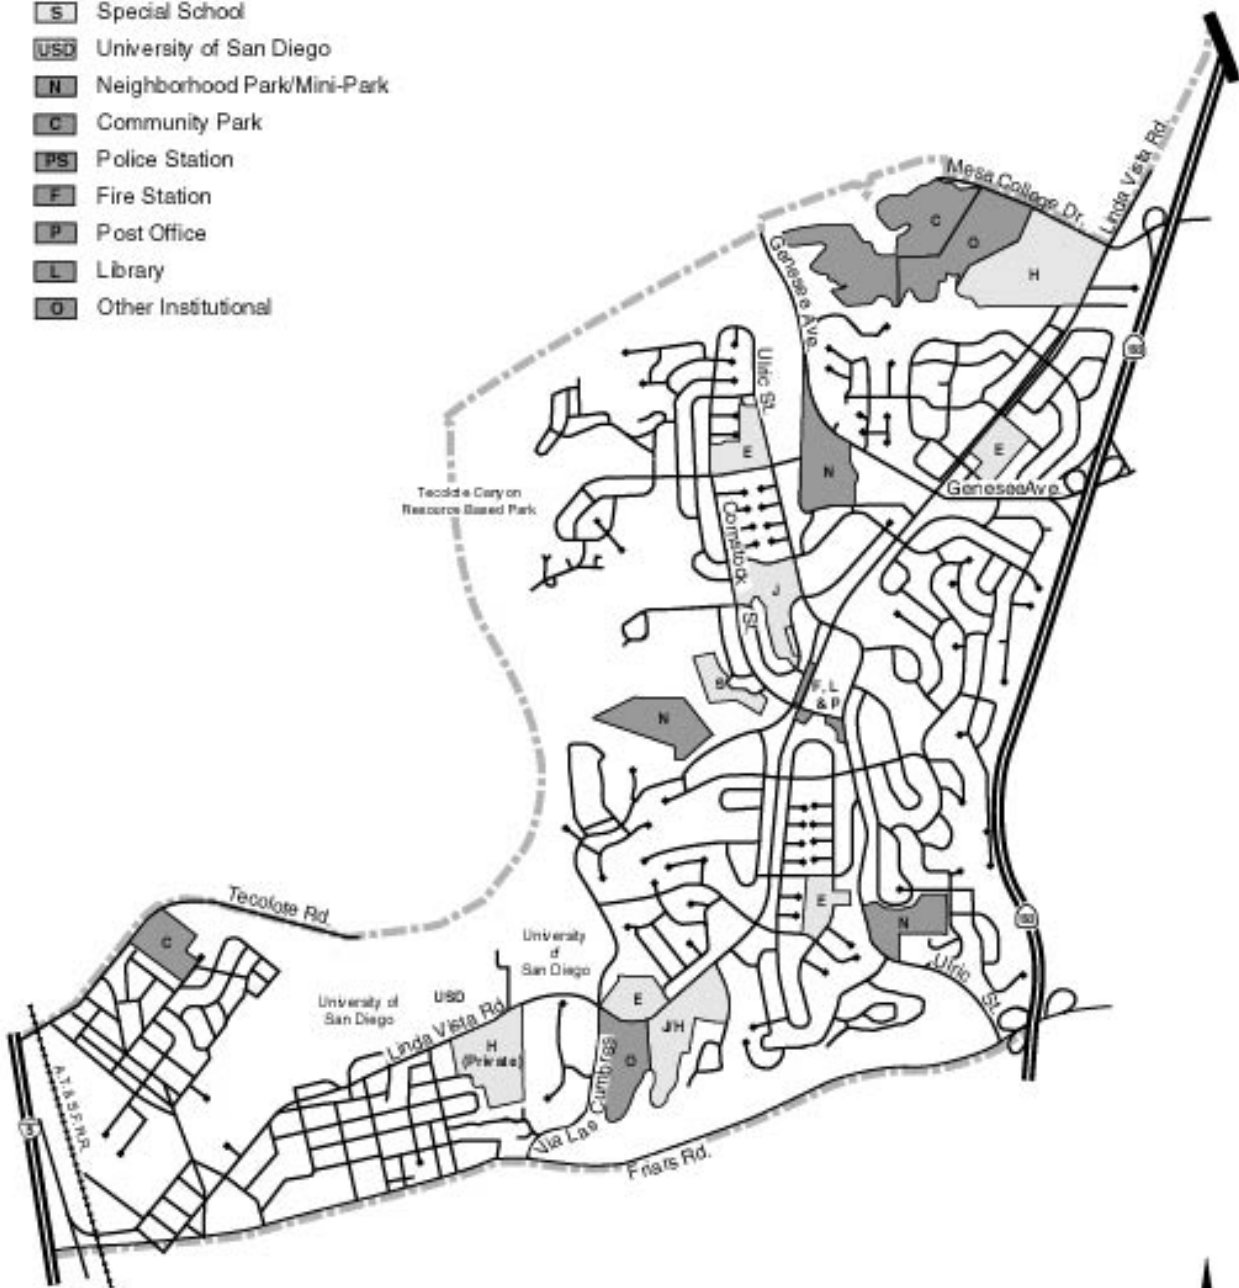 S Special School
USD University of San Diego
N Neighborhood Park/Mini-Park
C Community Park
PS Police Station
F Fire Station
P Post Office
L Library
O Other Institutional
Mesa College Dr.
Linda Vista Rd.
C
O
H
Genesee Ave.
Ulric St.
E
N
E
GeneseeAve.
Tecolote Canyon
Resource Based Park
Comstock St.
J
S
F, L
& P
N
E
N
Tecolote Rd.
C
University
of
San Diego
Ulric St.
USD
University of
San Diego
Linda Vista Rd.
E
J/H
H
(Private)
O
Via Las Cumbres
Friars Rd.
A.T. & S.F. R.R.
5
163